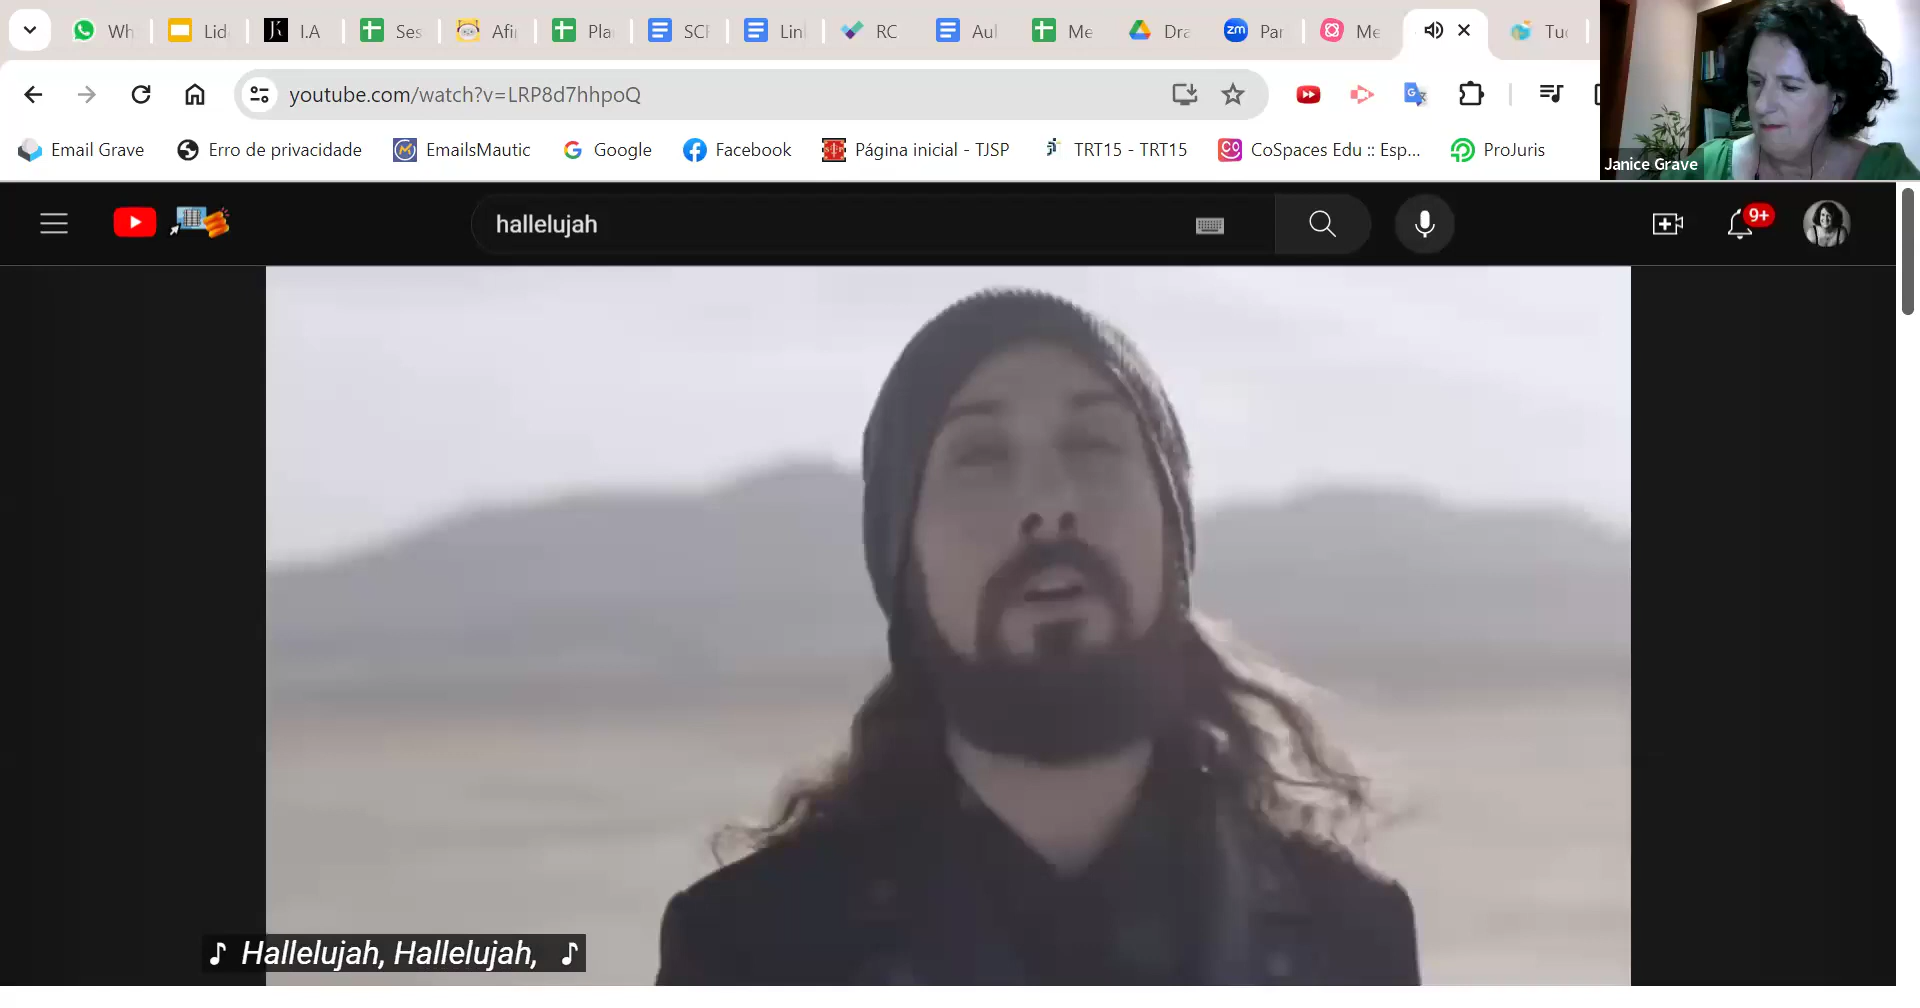 Wh
Lid
I.A
Ses
Afi
Pla
SCF
Lin
RC
Aul
Me
Dra
zm
Par
Me
Tu
youtube.com/watch?v=LRP8d7hhpoQ
Email Grave
Erro de privacidade
EmailsMautic
Google
Facebook
Página inicial - TJSP
TRT15 - TRT15
CoSpaces Edu :: Esp...
ProJuris
Janice Grave
hallelujah
9+
♪ Hallelujah, Hallelujah, ♪